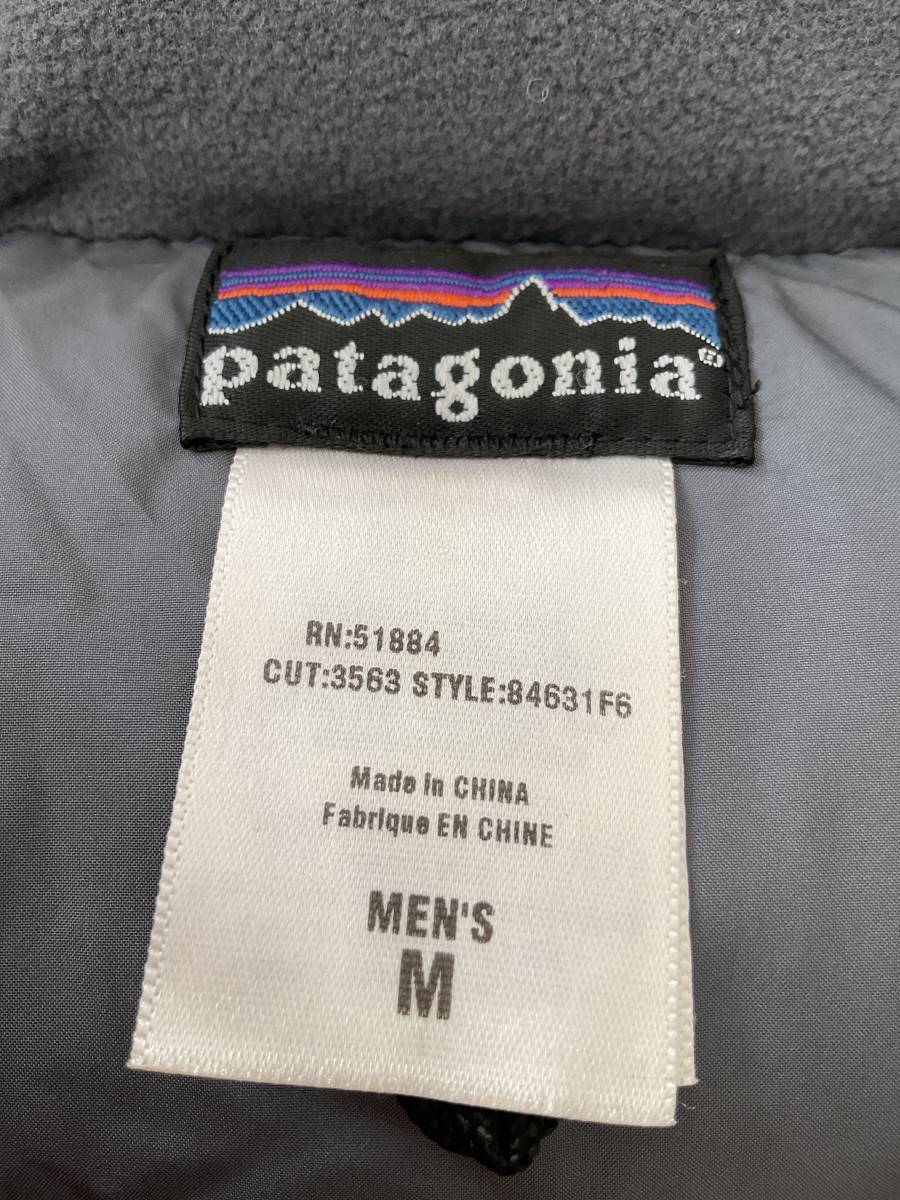 patagonia®
RN:51884
CUT:3563 STYLE:84631F6
Made in CHINA
Fabrique EN CHINE
MEN'S
M